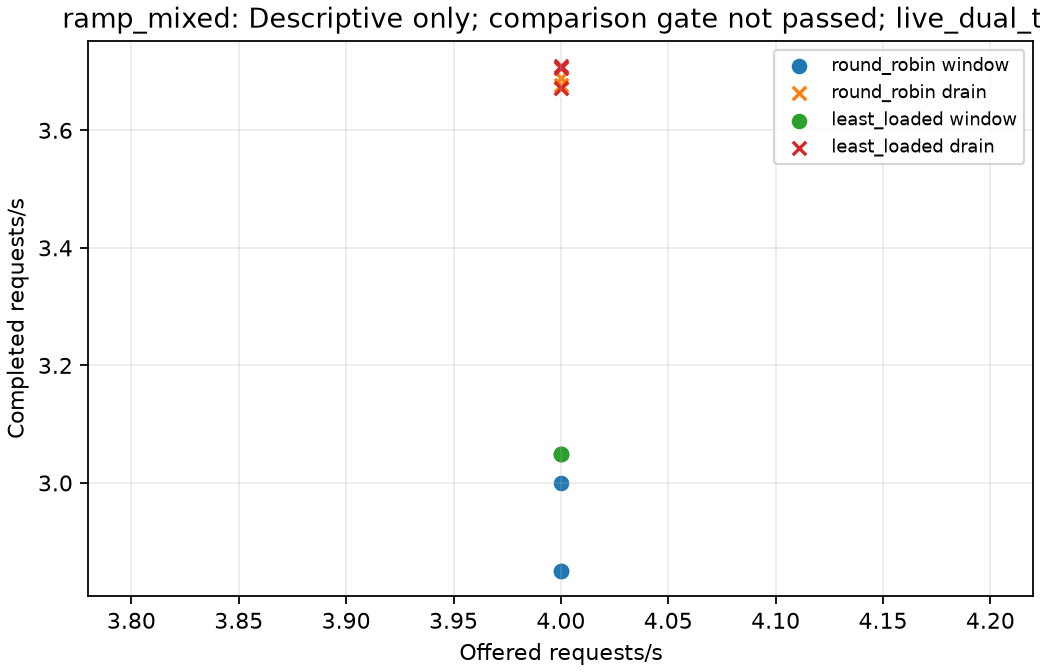 ramp_mixed: Descriptive only; comparison gate not passed; live_dual_t
round_robin window
round_robin drain
least_loaded window
least_loaded drain
Completed requests/s
3.6
3.4
3.2
3.0
3.80 3.85 3.90 3.95 4.00 4.05 4.10 4.15 4.20
Offered requests/s